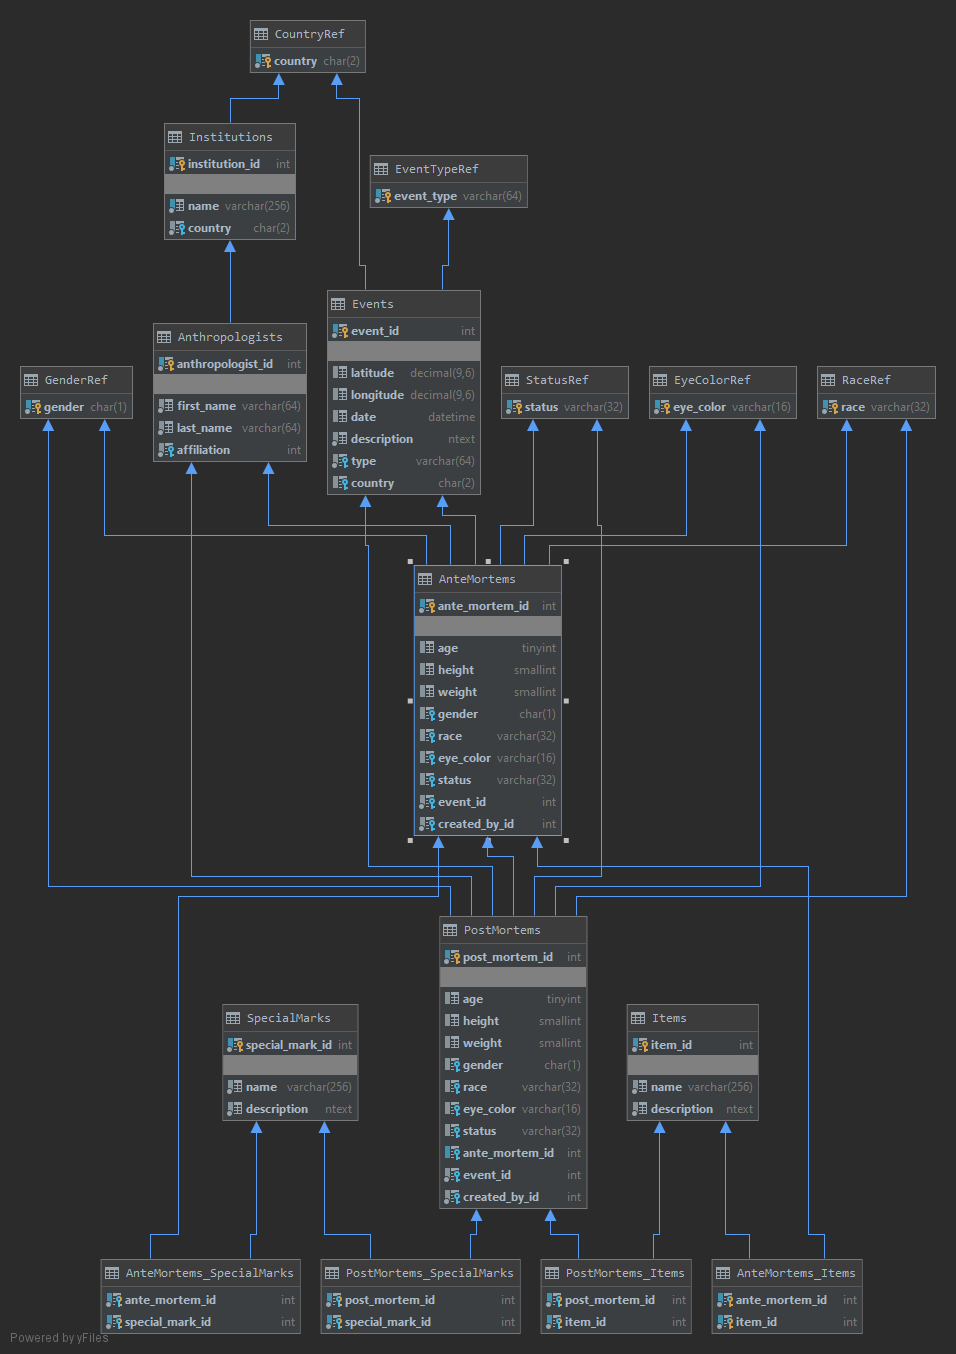 CountryRef
country char(2)
Institutions
institution_id int
name varchar(256)
country char(2)
EventTypeRef
event_type varchar(64)
Events
event_id int
latitude decimal(9,6)
longitude decimal(9,6)
date datetime
description ntext
type varchar(64)
country char(2)
Anthropologists
anthropologist_id int
first_name varchar(64)
last_name varchar(64)
affiliation int
GenderRef
gender char(1)
StatusRef
status varchar(32)
EyeColorRef
eye_color varchar(16)
RaceRef
race varchar(32)
AnteMortems
ante_mortem_id int
age tinyint
height smallint
weight smallint
gender char(1)
race varchar(32)
eye_color varchar(16)
status varchar(32)
event_id int
created_by_id int
PostMortems
post_mortem_id int
age tinyint
height smallint
weight smallint
gender char(1)
race varchar(32)
eye_color varchar(16)
status varchar(32)
ante_mortem_id int
event_id int
created_by_id int
SpecialMarks
special_mark_id int
name varchar(256)
description ntext
Items
item_id int
name varchar(256)
description ntext
AnteMortems_SpecialMarks
ante_mortem_id int
special_mark_id int
PostMortems_SpecialMarks
post_mortem_id int
special_mark_id int
PostMortems_Items
post_mortem_id int
item_id int
AnteMortems_Items
ante_mortem_id int
item_id int
Powered by yFiles